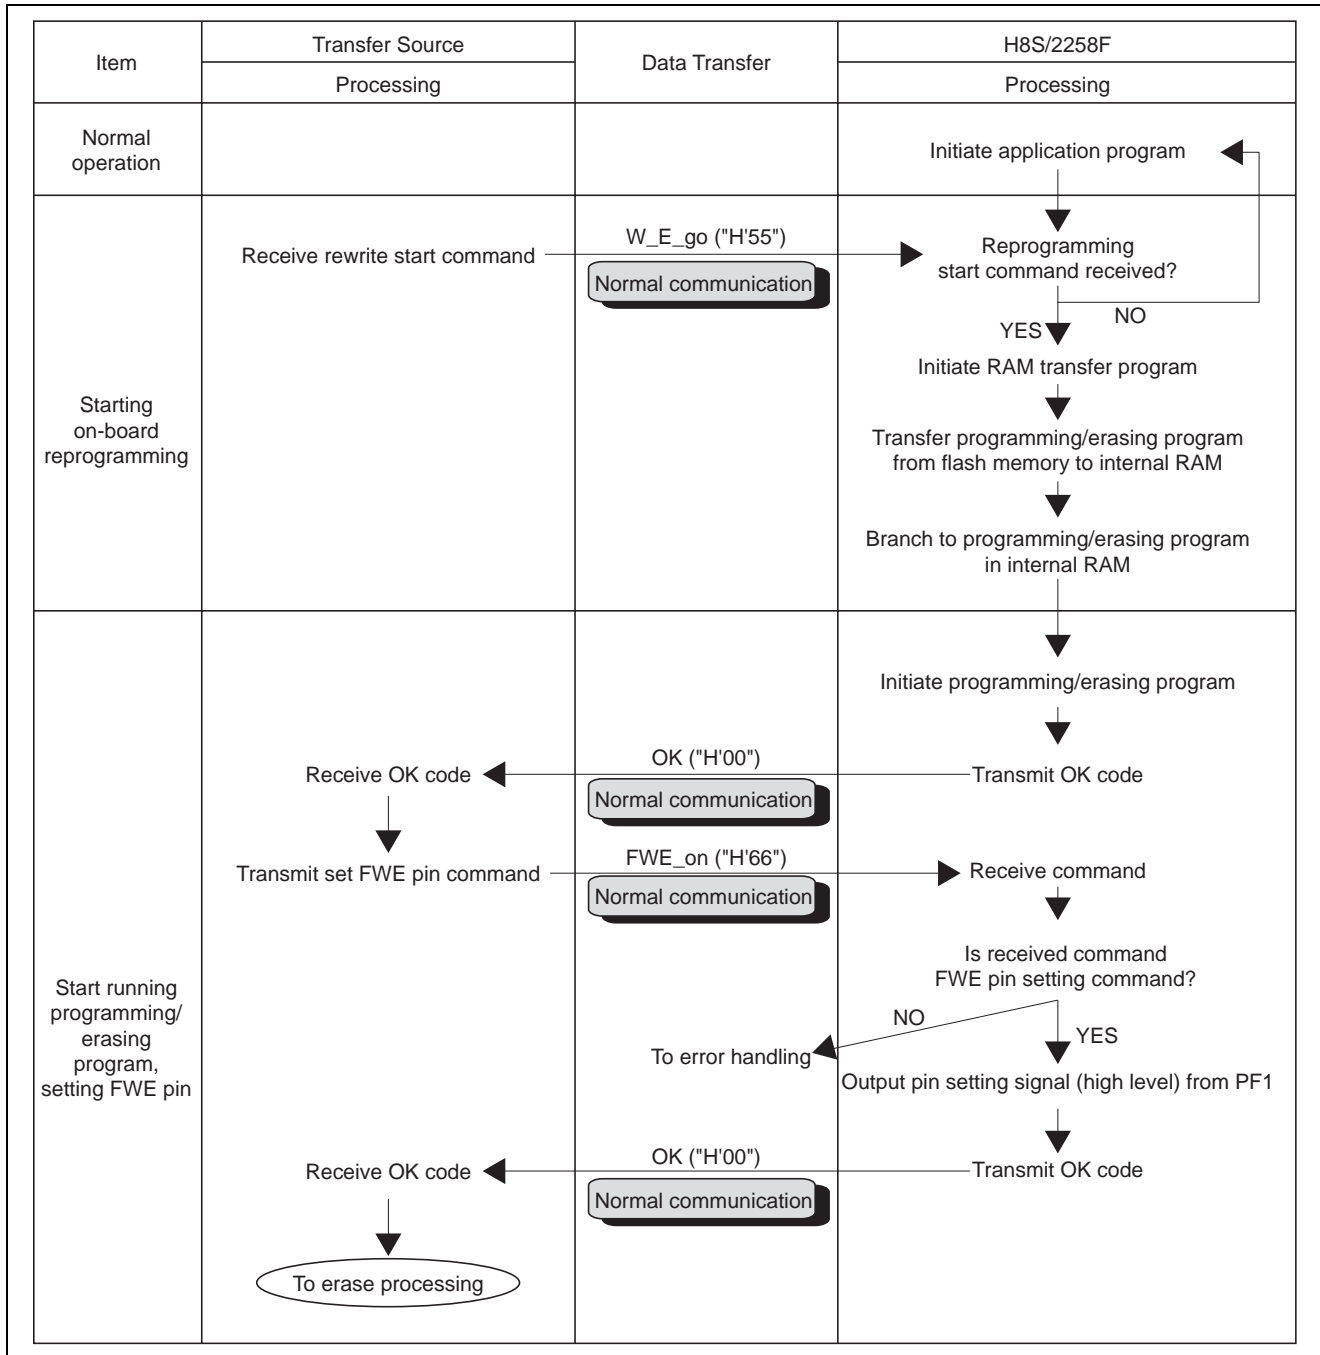 Item
Transfer Source
Data Transfer
H8S/2258F
Processing
Processing
Normal
operation
Initiate application program
Starting
on-board
reprogramming
Receive rewrite start command
W_E_go ("H'55")
Normal communication
Reprogramming
start command received?
NO
YES
Initiate RAM transfer program
Transfer programming/erasing program
from flash memory to internal RAM
Branch to programming/erasing program
in internal RAM
Start running
programming/
erasing
program,
setting FWE pin
Initiate programming/erasing program
Receive OK code
OK ("H'00")
Normal communication
Transmit OK code
Transmit set FWE pin command
FWE_on ("H'66")
Normal communication
Receive command
Is received command
FWE pin setting command?
NO
YES
To error handling
Output pin setting signal (high level) from PF1
Receive OK code
OK ("H'00")
Normal communication
Transmit OK code
To erase processing